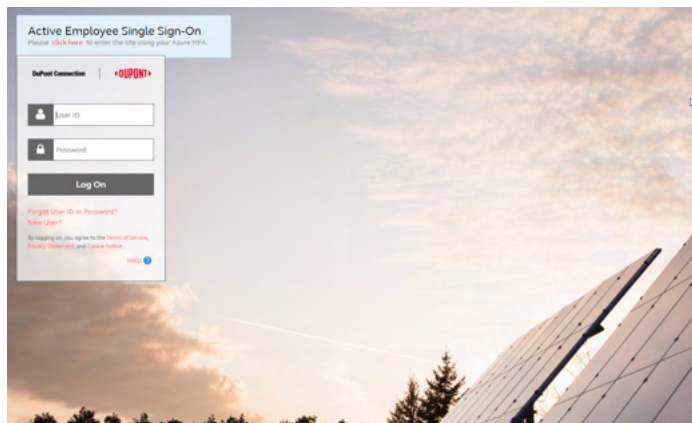 Active Employee Single Sign-On
Please click here to enter the site using your Azure MFA.
DuPont Connection
DUPONT
User ID
Password
Log On
Forgot User ID or Password?
New User?
By logging on, you agree to the Terms of Service,
Privacy Statement, and Cookie Notice.
Help ?